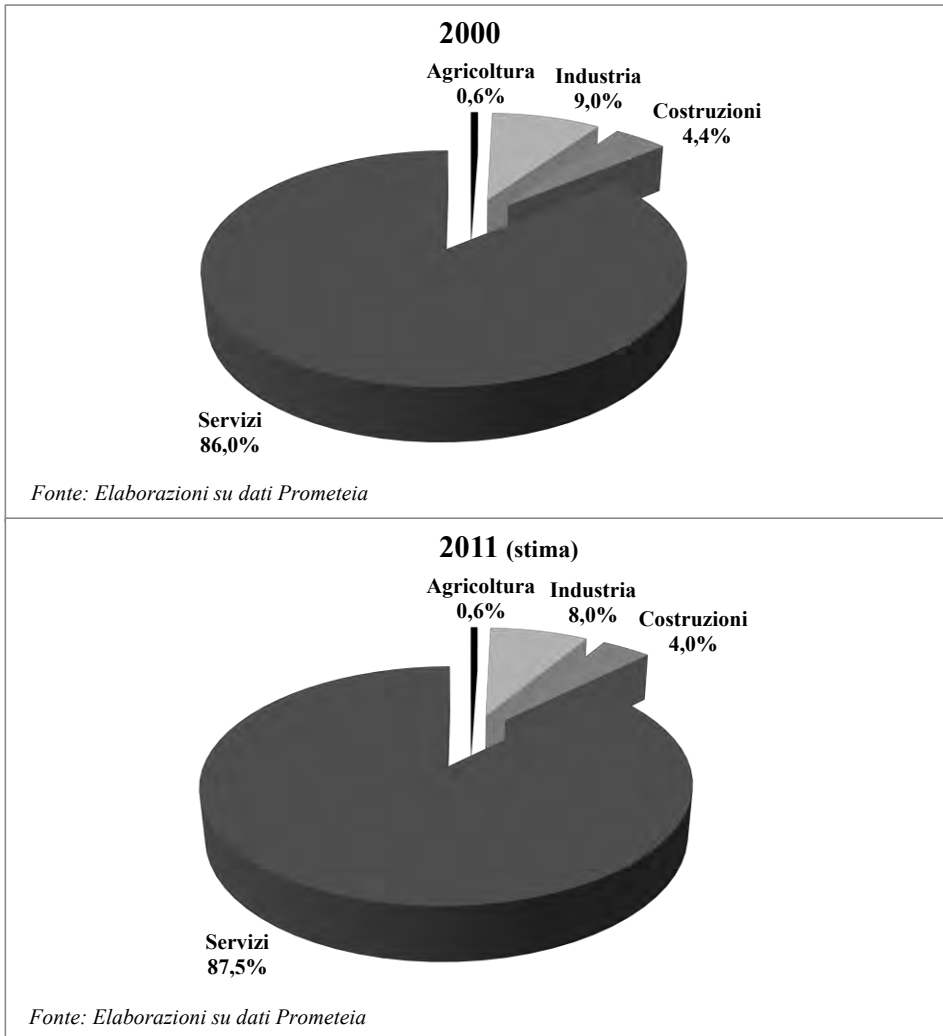 2000
Agricoltura
0,6%
Industria
9,0%
Costruzioni
4,4%
Servizi
86,0%
Fonte: Elaborazioni su dati Prometeia
2011 (stima)
Agricoltura
0,6%
Industria
8,0%
Costruzioni
4,0%
Servizi
87,5%
Fonte: Elaborazioni su dati Prometeia